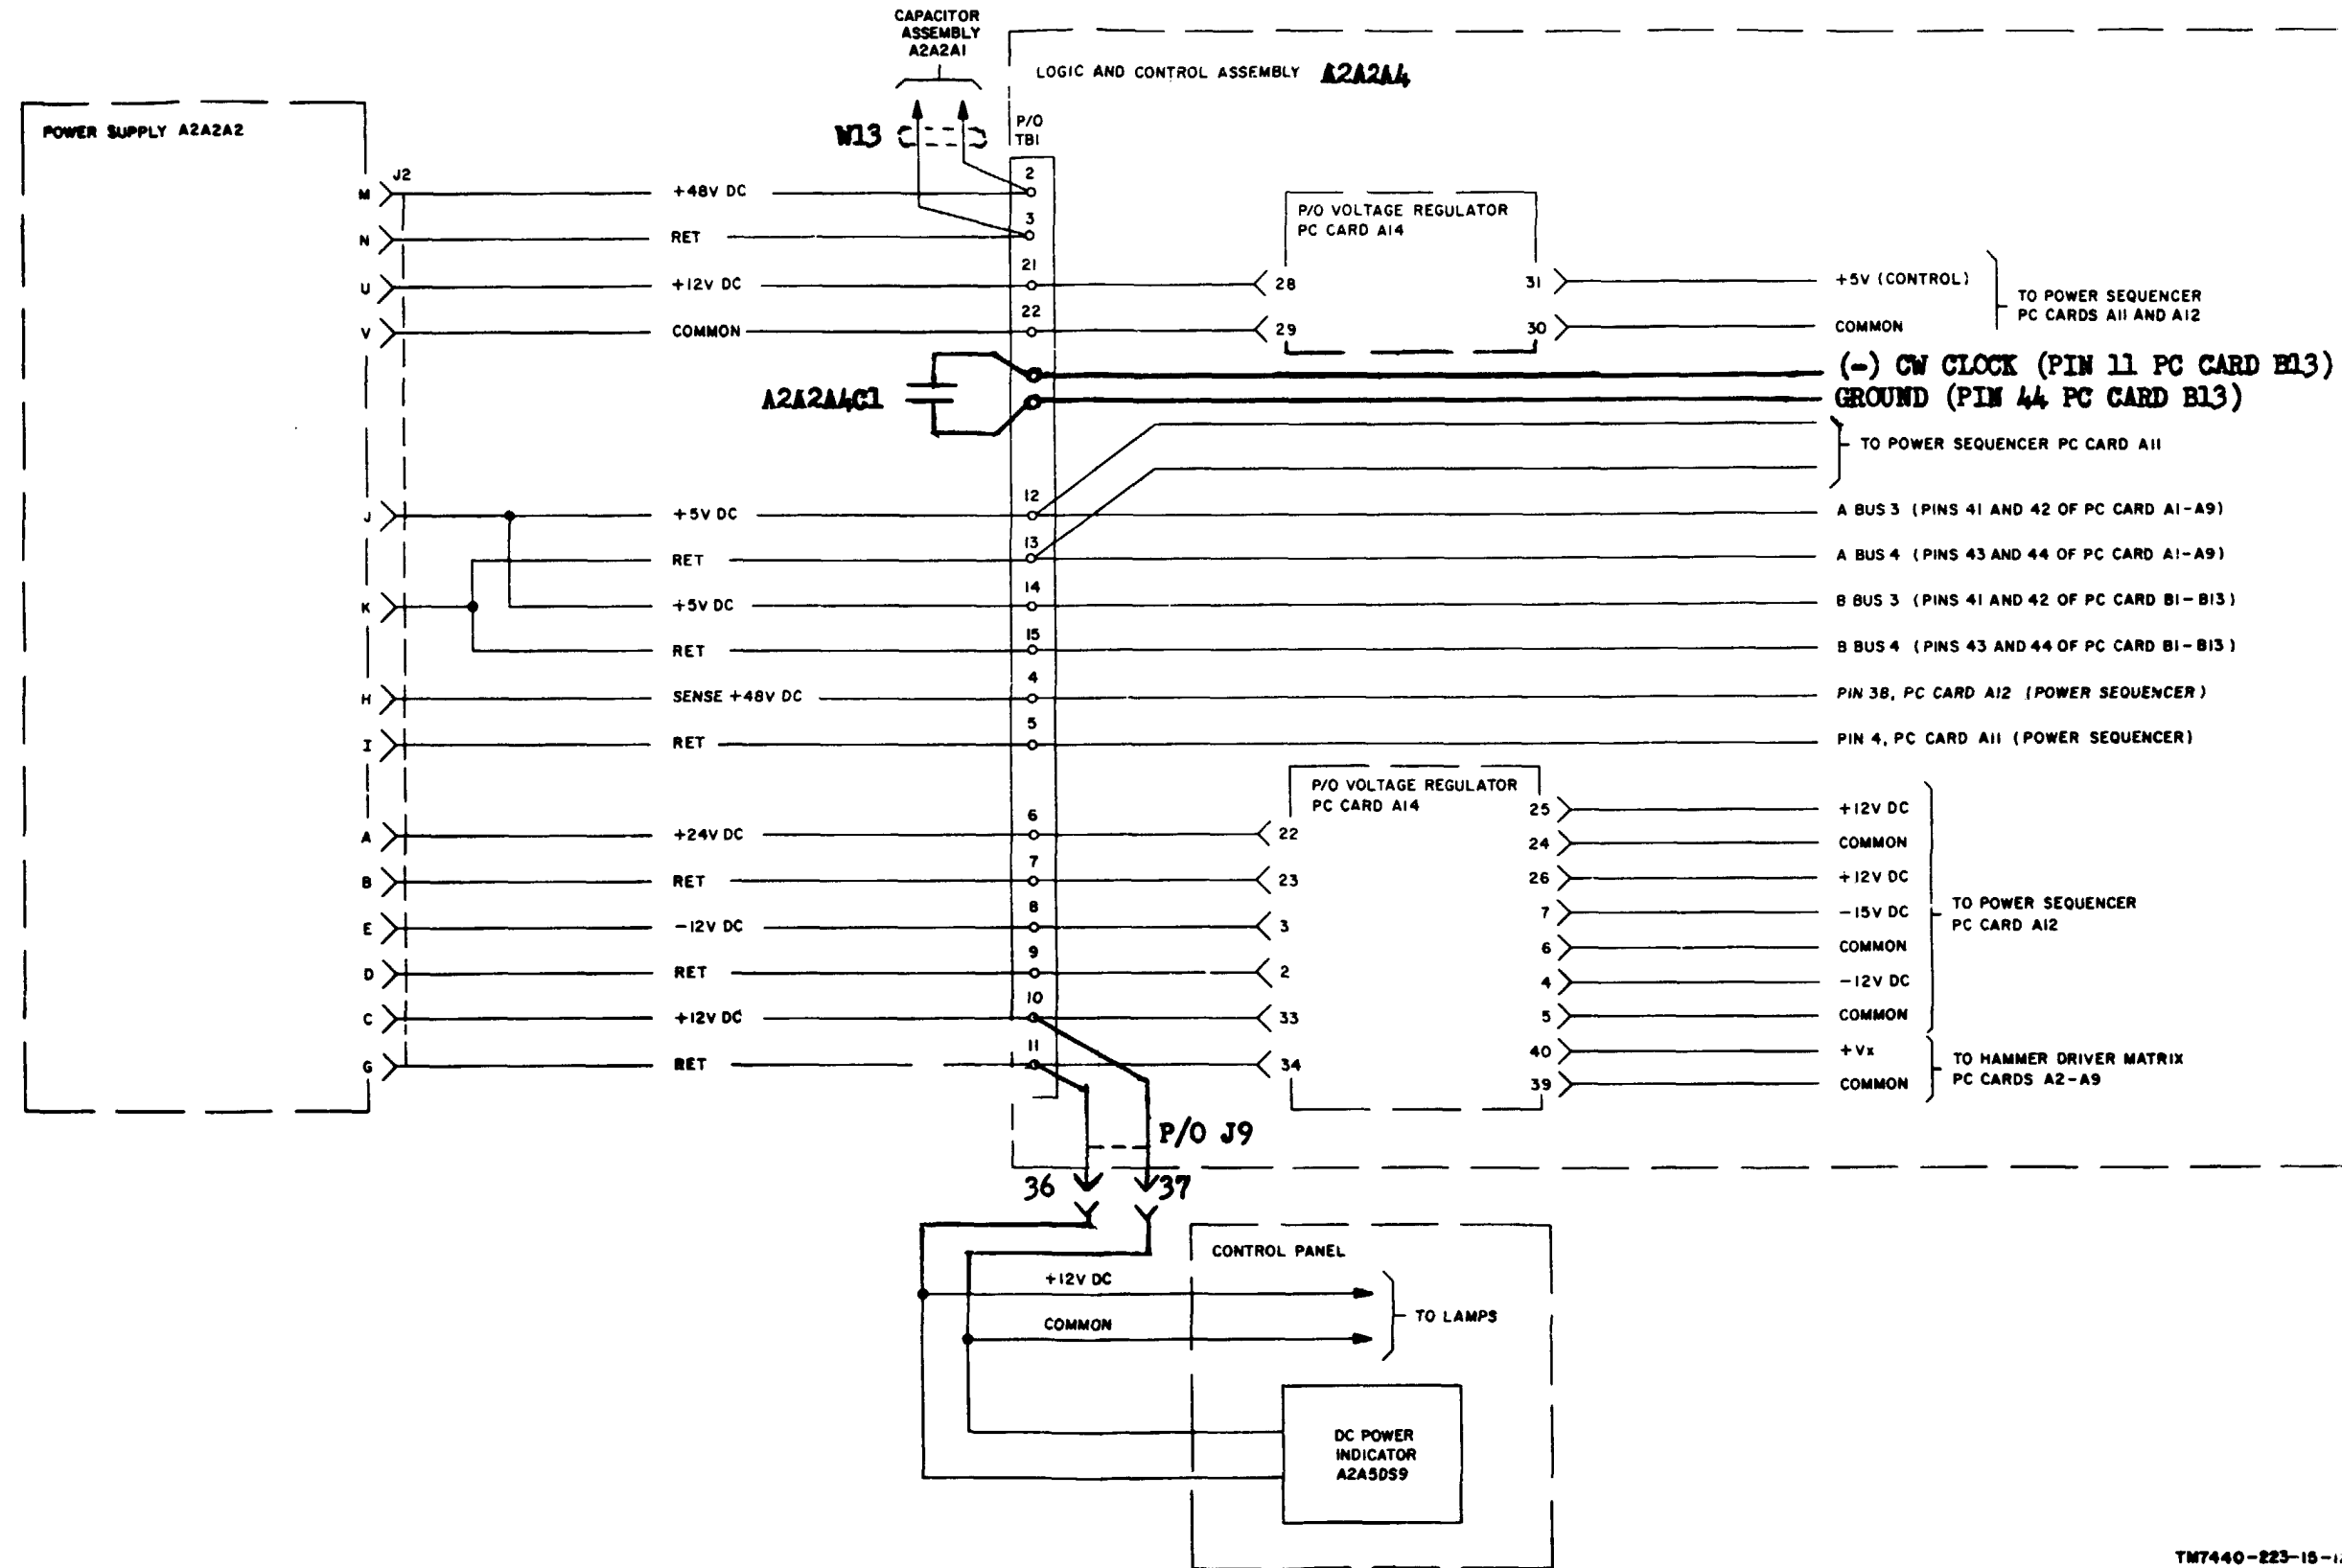 CAPACITOR
ASSEMBLY
A2A2A1
LOGIC AND CONTROL ASSEMBLY A2A2A4
POWER SUPPLY A2A2A2
W13
P/O
TB1
J2
M +48V DC 2
N RET 3
P/O VOLTAGE REGULATOR
PC CARD A14
U +12V DC 21 28 31 +5V (CONTROL)
V COMMON 22 29 30 COMMON
TO POWER SEQUENCER
PC CARDS A11 AND A12
(-) CW CLOCK (PIN 11 PC CARD B13)
A2A2A4C1
GROUND (PIN 44 PC CARD B13)
TO POWER SEQUENCER PC CARD A11
J +5V DC 12 A BUS 3 (PINS 41 AND 42 OF PC CARD A1-A9)
RET 13 A BUS 4 (PINS 43 AND 44 OF PC CARD A1-A9)
K +5V DC 14 B BUS 3 (PINS 41 AND 42 OF PC CARD B1-B13)
RET 15 B BUS 4 (PINS 43 AND 44 OF PC CARD B1-B13)
H SENSE +48V DC 4 PIN 38, PC CARD A12 (POWER SEQUENCER)
I RET 5 PIN 4, PC CARD A11 (POWER SEQUENCER)
P/O VOLTAGE REGULATOR
PC CARD A14
A +24V DC 6 22
B RET 7 23
E -12V DC 8 3
D RET 9 2
C +12V DC 10 33
G RET 11 34
25 +12V DC
24 COMMON
26 +12V DC
7 -15V DC
6 COMMON
4 -12V DC
5 COMMON
TO POWER SEQUENCER
PC CARD A12
40 +Vx
39 COMMON
TO HAMMER DRIVER MATRIX
PC CARDS A2-A9
P/O J9
36 37
CONTROL PANEL
+12V DC
COMMON
TO LAMPS
DC POWER
INDICATOR
A2A5DS9